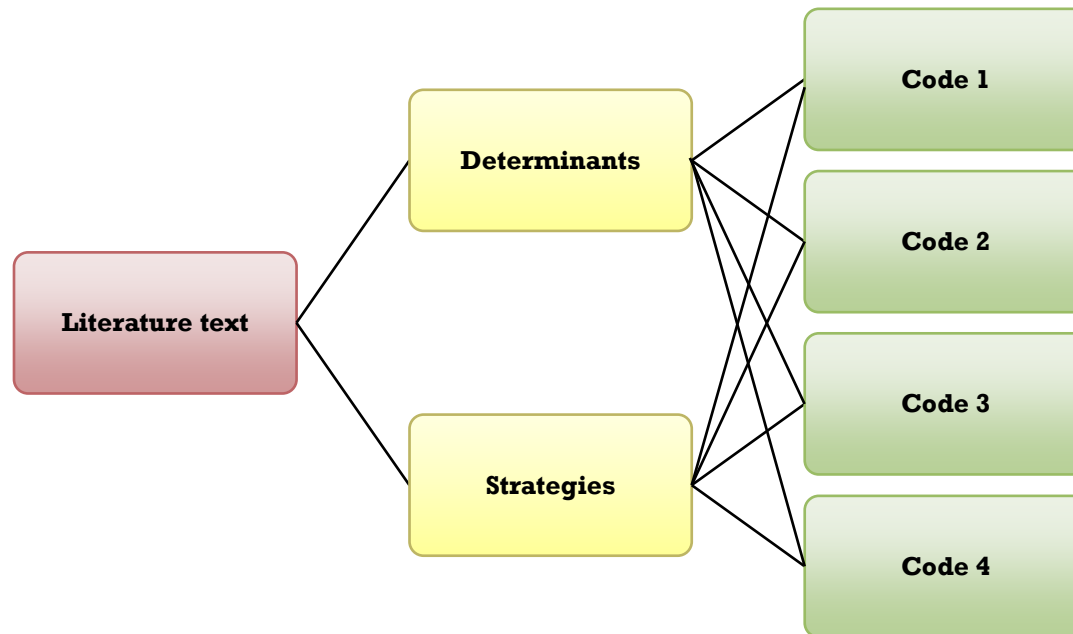 Literature text
Determinants
Strategies
Code 1
Code 2
Code 3
Code 4